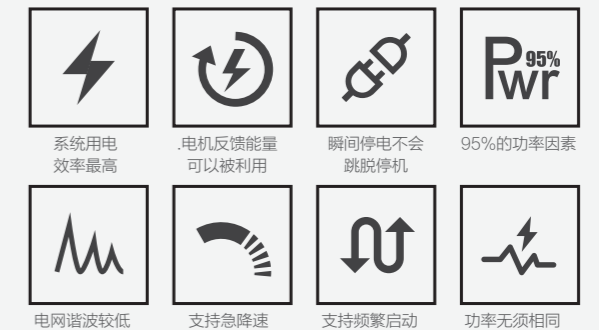 Pwr 95%
系统用电
效率最高
.电机反馈能量
可以被利用
瞬间停电不会
跳脱停机
95%的功率因素
电网谐波较低
支持急降速
支持频繁启动
功率无须相同